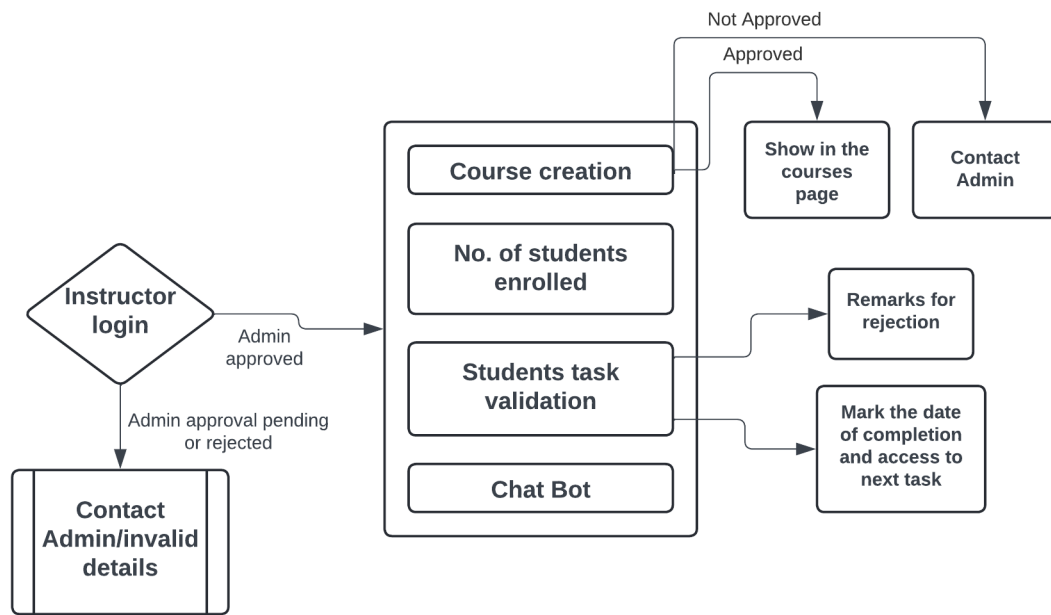 Not Approved
Approved
Course creation
Show in the
courses
page
Contact
Admin
No. of students
enrolled
Instructor
login
Admin
approved
Remarks for
rejection
Students task
validation
Admin approval pending
or rejected
Mark the date
of completion
and access to
next task
Chat Bot
Contact
Admin/invalid
details